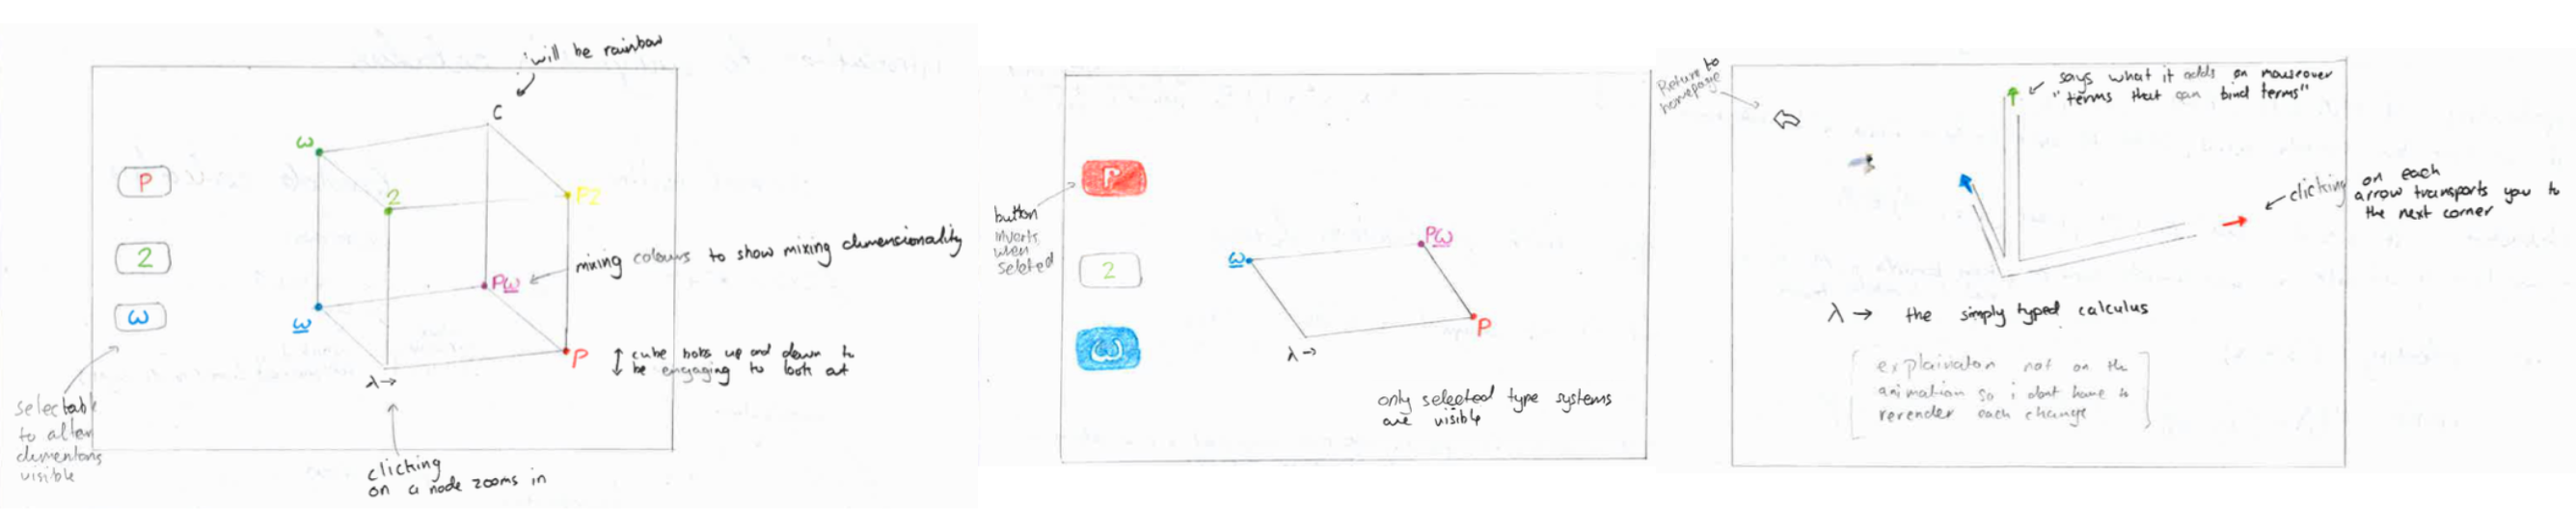 will be rainbow
C
ω
2
P2
P
2
ω
mixing colours to show mixing dimensionality
Pω
ω
P
cube bobs up and down to
be engaging to look at
λ→
selectable
to alter
dimentons
visible
clicking
on a node zooms in
button
inverts
when
seleted
P
2
ω
Pω
ω
P
λ→
only selected type systems
are visible
Return to
homepage
says what it adds on mouseover
"terms that can bind terms"
clicking on each
arrow transports you to
the next corner
λ→ the simply typed calculus
explaination not on the
animation so i dont have to
rerender each change